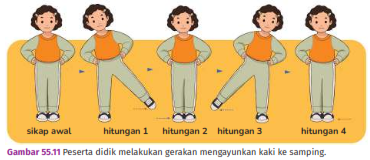 sikap awal hitungan 1 hitungan 2 hitungan 3 hitungan 4
Gambar 55.11 Peserta didik melakukan gerakan mengayunkan kaki ke samping.